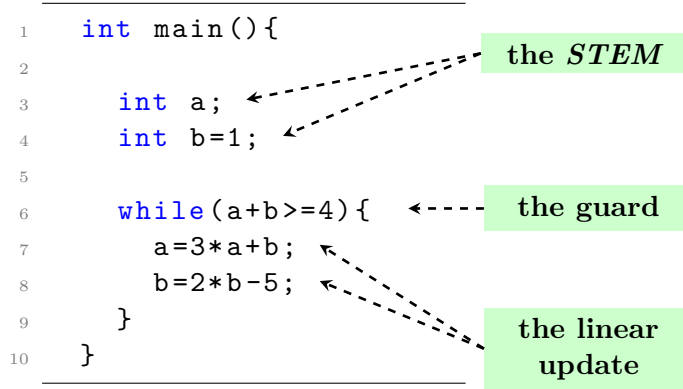 1 int main(){
2
3 int a;
4 int b=1;
5
6 while(a+b>=4){
7 a=3*a+b;
8 b=2*b-5;
9 }
10 }
the STEM
the guard
the linear
update